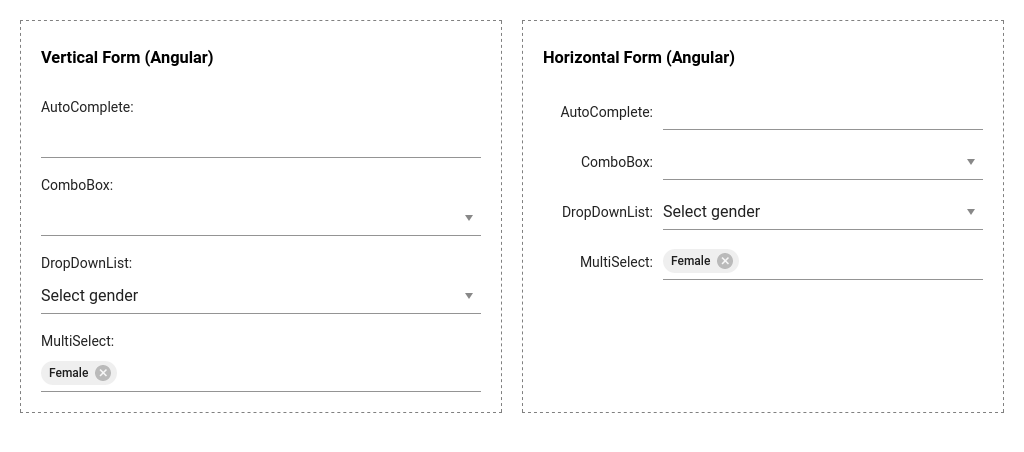 Vertical Form (Angular)
AutoComplete:
ComboBox:
DropDownList:
Select gender
MultiSelect:
Female
Horizontal Form (Angular)
AutoComplete:
ComboBox:
DropDownList: Select gender
MultiSelect: Female